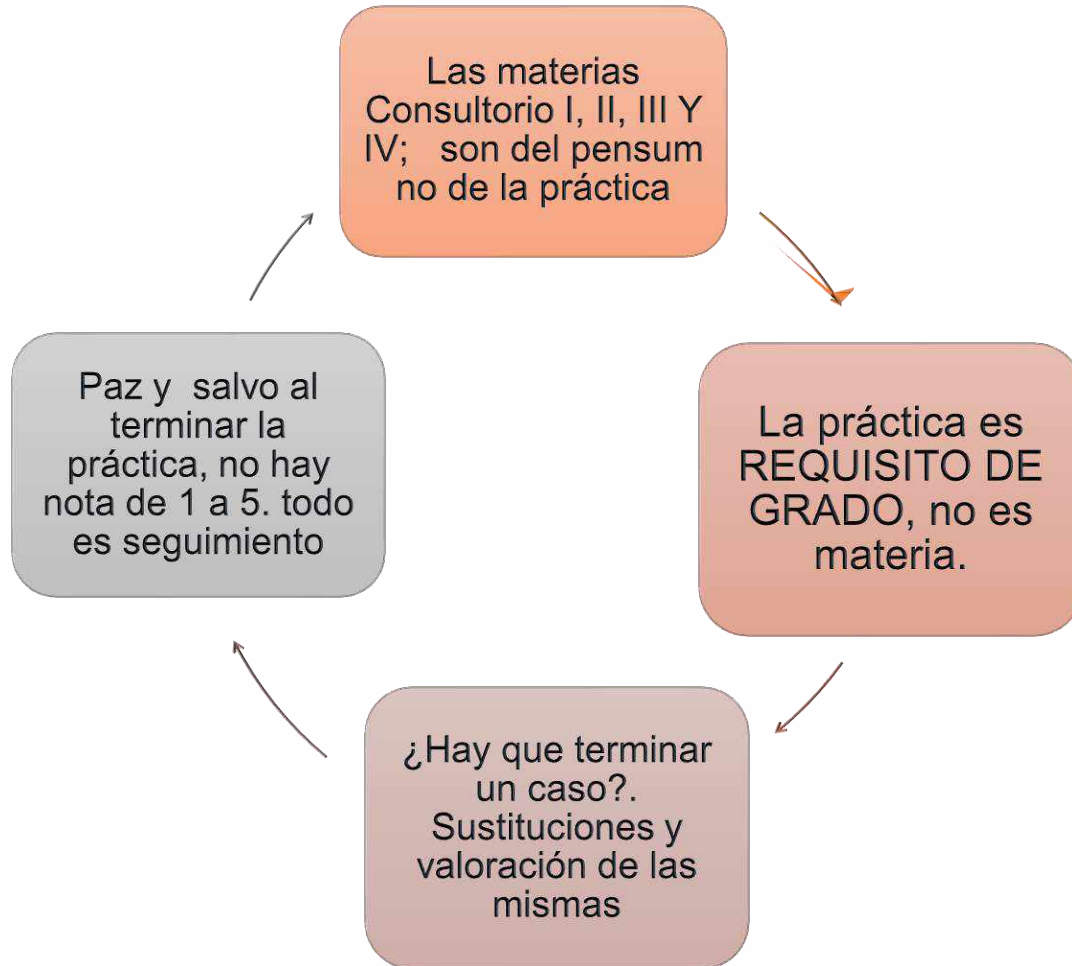 Las materias
Consultorio I, II, III Y
IV; son del pensum
no de la práctica
La práctica es
REQUISITO DE
GRADO, no es
materia.
¿Hay que terminar
un caso?.
Sustituciones y
valoración de las
mismas
Paz y salvo al
terminar la
práctica, no hay
nota de 1 a 5. todo
es seguimiento